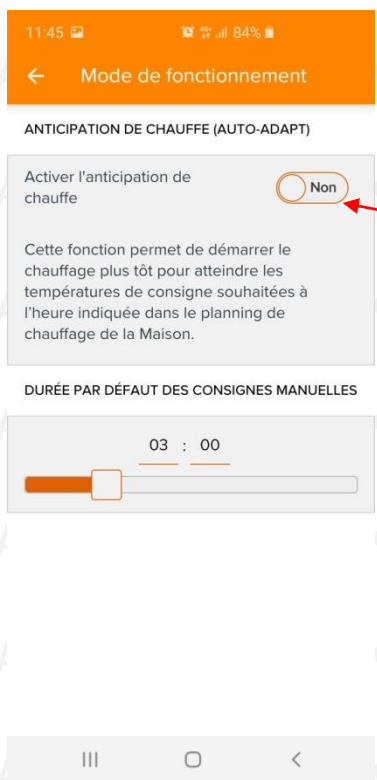 11:45 84%
Mode de fonctionnement
ANTICIPATION DE CHAUFFE (AUTO-ADAPT)
Activer l'anticipation de
chauffe
Non
Cette fonction permet de démarrer le
chauffage plus tôt pour atteindre les
températures de consigne souhaitées à
l'heure indiquée dans le planning de
chauffage de la Maison.
DURÉE PAR DÉFAUT DES CONSIGNES MANUELLES
03 : 00